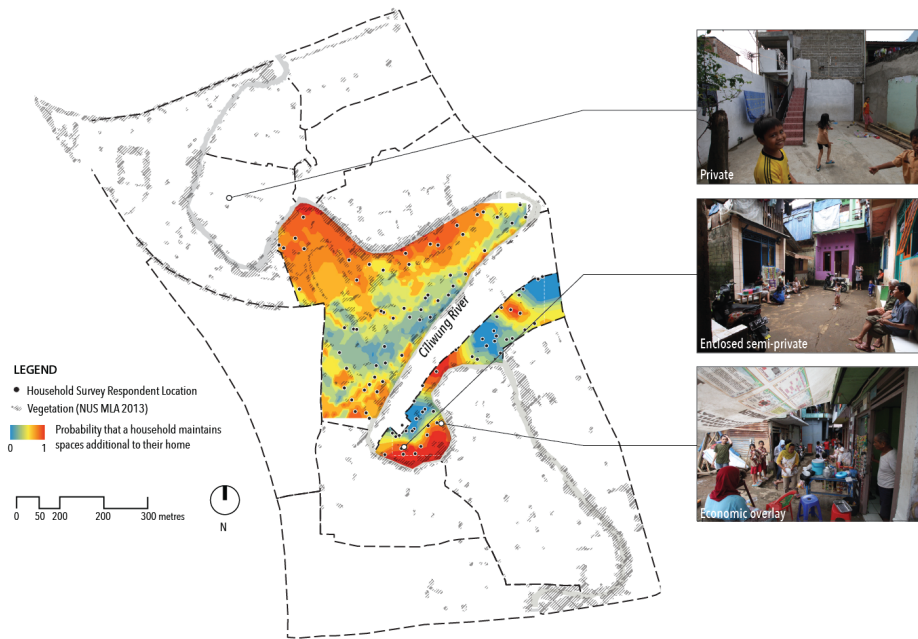 Private
Enclosed semi-private
Economic overlay
Ciliwung River
LEGEND
Household Survey Respondent Location
Vegetation (NUS MLA 2013)
Probability that a household maintains
spaces additional to their home
0 1
0 50 200 200 300 metres
N